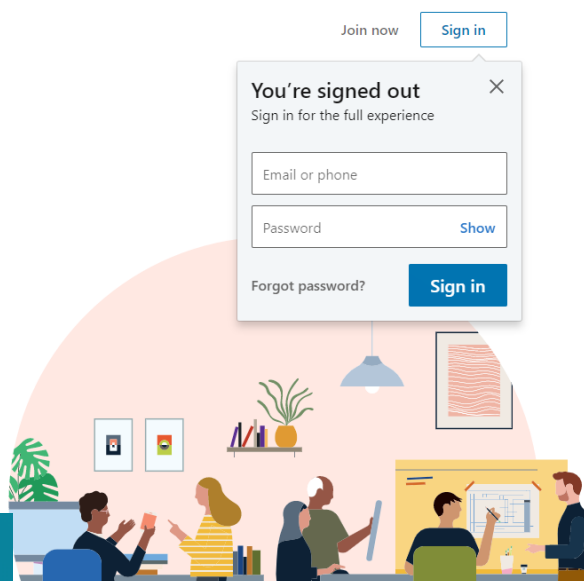 Join now
Sign in
You're signed out
Sign in for the full experience
Email or phone
Password
Show
Forgot password?
Sign in